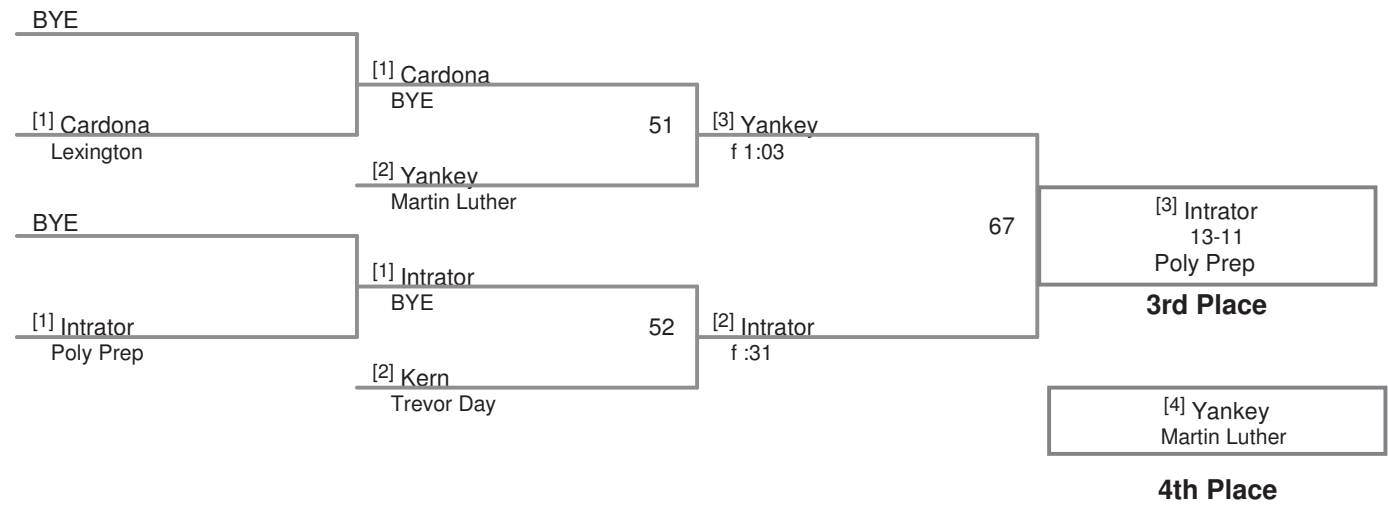 BYE
[1] Cardona
BYE
[1] Cardona
Lexington
51
[3] Yankey
f 1:03
[2] Yankey
Martin Luther
BYE
67
[3] Intrator
13-11
Poly Prep
3rd Place
[1] Intrator
BYE
[1] Intrator
Poly Prep
52
[2] Intrator
f :31
[2] Kern
Trevor Day
[4] Yankey
Martin Luther
4th Place